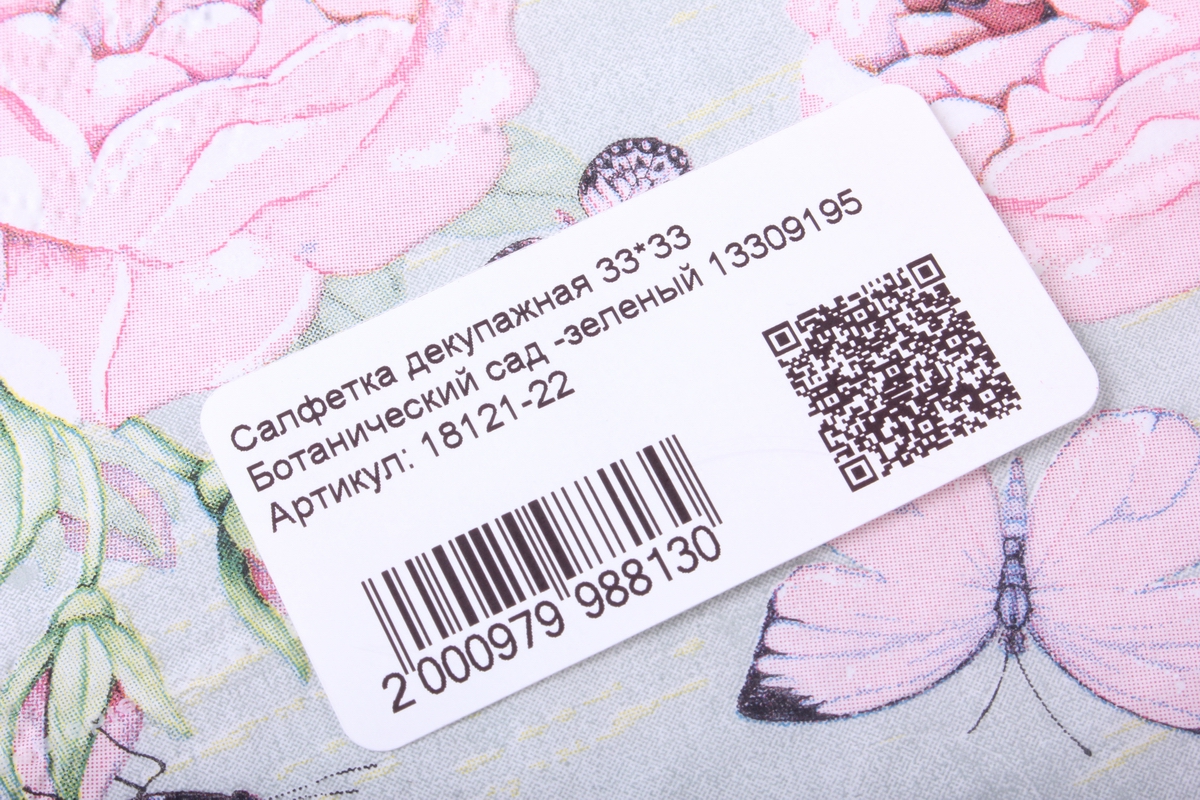 Салфетка декупажная 33*33
Ботанический сад -зеленый 13309195
Артикул: 18121-22
2 000979 988130